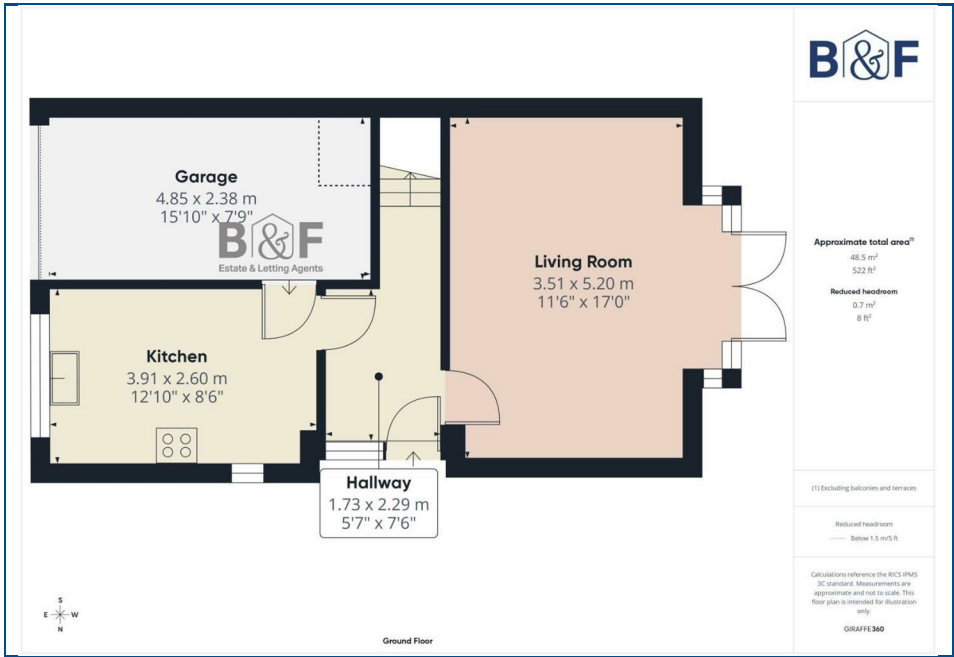 B&F
Garage
4.85 x 2.38 m
15'10" x 7'9"
B&F
Estate & Letting Agents
Kitchen
3.91 x 2.60 m
12'10" x 8'6"
Living Room
3.51 x 5.20 m
11'6" x 17'0"
Hallway
1.73 x 2.29 m
5'7" x 7'6"
S
E W
N
Ground Floor
Approximate total area(1)
48.5 m²
522 ft²
Reduced headroom
0.7 m²
8 ft²
(1) Excluding balconies and terraces
Reduced headroom
Below 1.5 m/5 ft
Calculations reference the RICS IPMS
3C standard. Measurements are
approximate and not to scale. This
floor plan is intended for illustration
only.
GIRAFFE360